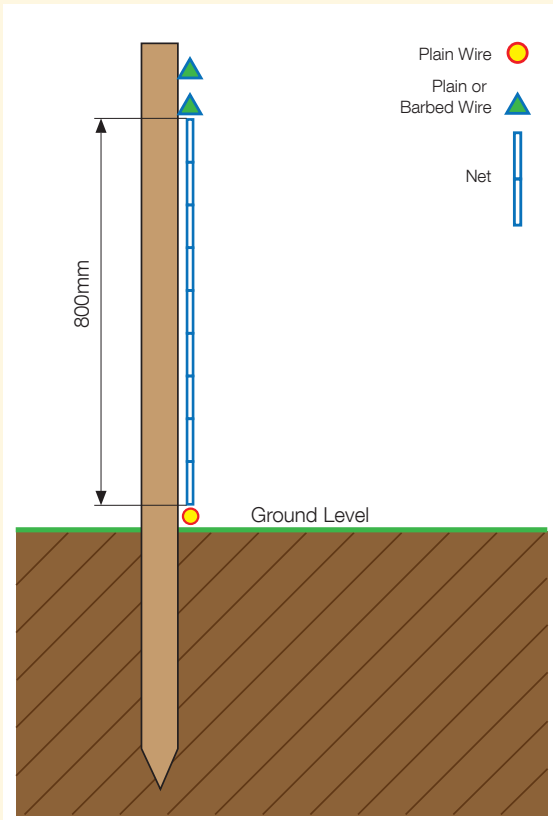 Plain Wire
Plain or
Barbed Wire
Net
800mm
Ground Level